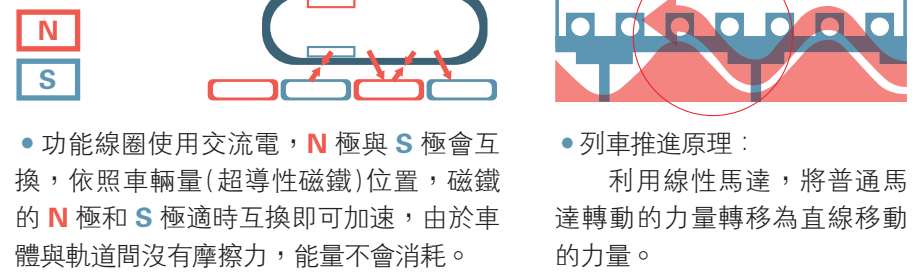 N
S
•功能線圈使用交流電，N 極與 S 極會互
換，依照車輛量(超導性磁鐵)位置，磁鐵
的 N 極和 S 極適時互換即可加速，由於車
體與軌道間沒有摩擦力，能量不會消耗。
•列車推進原理：
利用線性馬達，將普通馬
達轉動的力量轉移為直線移動
的力量。